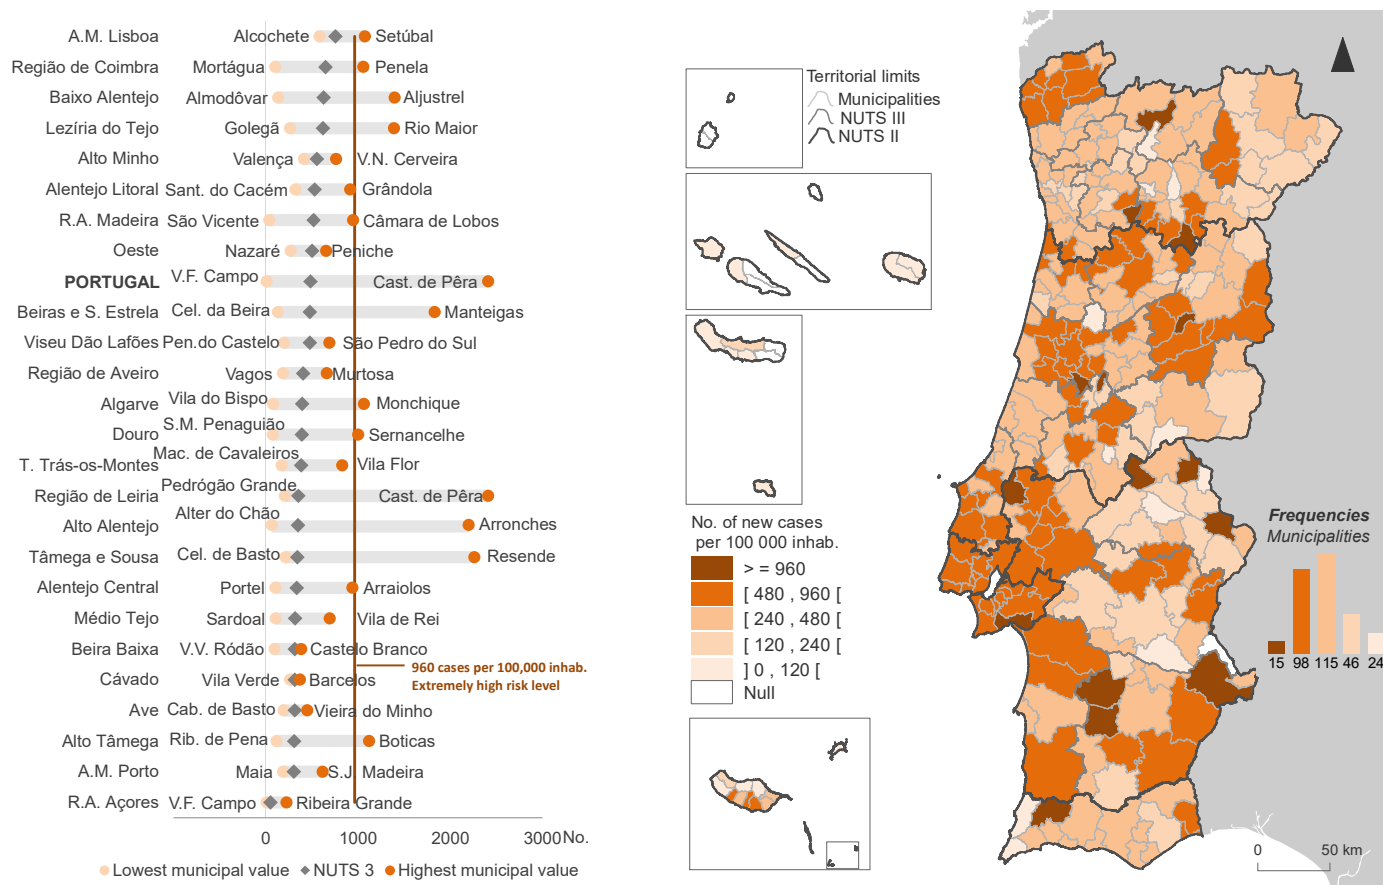 A.M. Lisboa Alcochete Setúbal
Região de Coimbra Mortágua Penela
Baixo Alentejo Almodôvar Aljustrel
Lezíria do Tejo Golegã Rio Maior
Alto Minho Valença V.N. Cerveira
Alentejo Litoral Sant. do Cacém Grândola
R.A. Madeira São Vicente Câmara de Lobos
Oeste Nazaré Peniche
PORTUGAL V.F. Campo Cast. de Pêra
Beiras e S. Estrela Cel. da Beira Manteigas
Viseu Dão Lafões Pen.do Castelo São Pedro do Sul
Região de Aveiro Vagos Murtosa
Algarve Vila do Bispo Monchique
Douro S.M. Penaguião Sernancelhe
T. Trás-os-Montes Mac. de Cavaleiros Vila Flor
Região de Leiria Pedrógão Grande Cast. de Pêra
Alto Alentejo Alter do Chão Arronches
Tâmega e Sousa Cel. de Basto Resende
Alentejo Central Portel Arraiolos
Médio Tejo Sardoal Vila de Rei
Beira Baixa V.V. Ródão Castelo Branco
960 cases per 100,000 inhab.
Extremely high risk level
Cávado Vila Verde Barcelos
Ave Cab. de Basto Vieira do Minho
Alto Tâmega Rib. de Pena Boticas
A.M. Porto Maia S.J. Madeira
R.A. Açores V.F. Campo Ribeira Grande
0 1000 2000 3000 No.
Lowest municipal value NUTS 3 Highest municipal value
Territorial limits
Municipalities
NUTS III
NUTS II
No. of new cases
per 100 000 inhab.
> = 960
[ 480 , 960 [
[ 240 , 480 [
[ 120 , 240 [
] 0 , 120 [
Null
Frequencies
Municipalities
15 98 115 46 24
0 50 km